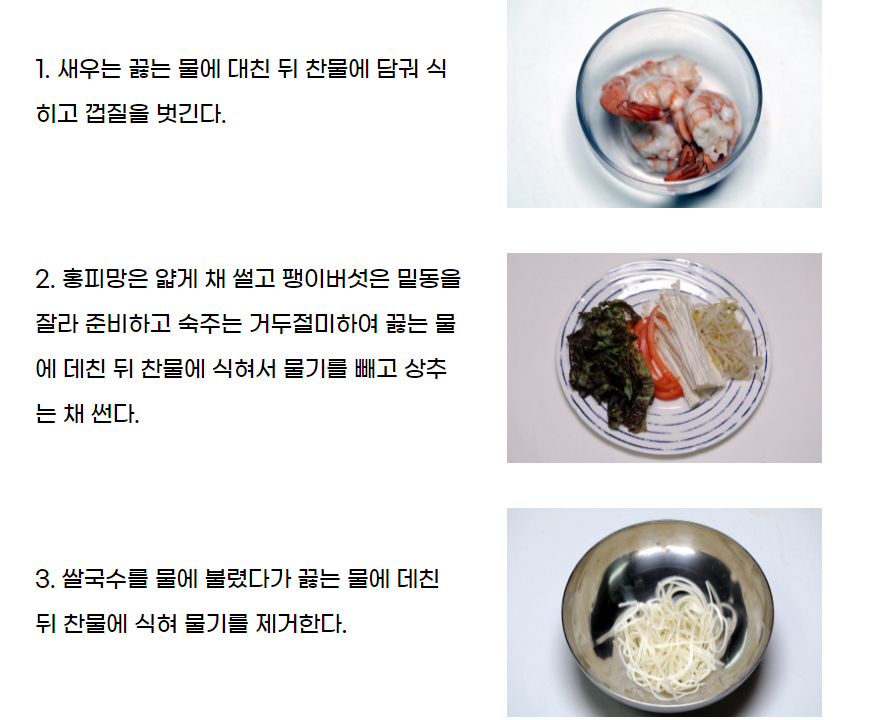 1. 새우는 끓는 물에 대친 뒤 찬물에 담궈 식
히고 껍질을 벗긴다.
2. 홍피망은 얇게 채 썰고 팽이버섯은 밑동을
잘라 준비하고 숙주는 거두절미하여 끓는 물
에 데친 뒤 찬물에 식혀서 물기를 빼고 상추
는 채 썬다.
3. 쌀국수를 물에 불렸다가 끓는 물에 데친
뒤 찬물에 식혀 물기를 제거한다.